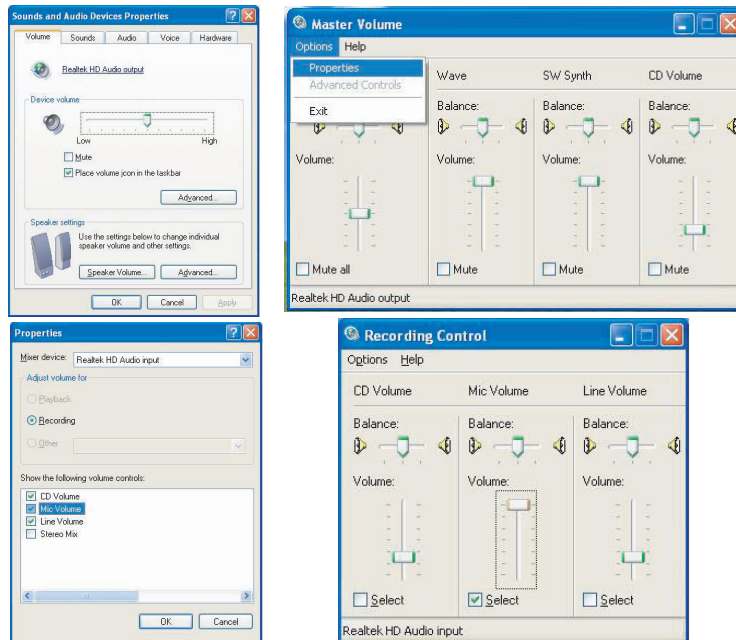 Sounds and Audio Devices Properties
Volume Sounds Audio Voice Hardware
Realtek HD Audio output
Device volume
Low High
Mute
Place volume icon in the taskbar
Advanced...
Speaker settings
Use the settings below to change individual
speaker volume and other settings.
Speaker Volume... Advanced...
OK Cancel Apply
Master Volume
Options Help
Properties
Advanced Controls
Exit
Wave SW Synth CD Volume
Balance: Balance: Balance:
Volume: Volume: Volume: Volume:
Mute all Mute Mute Mute
Realtek HD Audio output
Properties
Mixer device: Realtek HD Audio input
Adjust volume for
Playback
Recording
Other
Show the following volume controls:
CD Volume
Mic Volume
Line Volume
Stereo Mix
OK Cancel
Recording Control
Options Help
CD Volume Mic Volume Line Volume
Balance: Balance: Balance:
Volume: Volume: Volume:
Select Select Select
Realtek HD Audio input